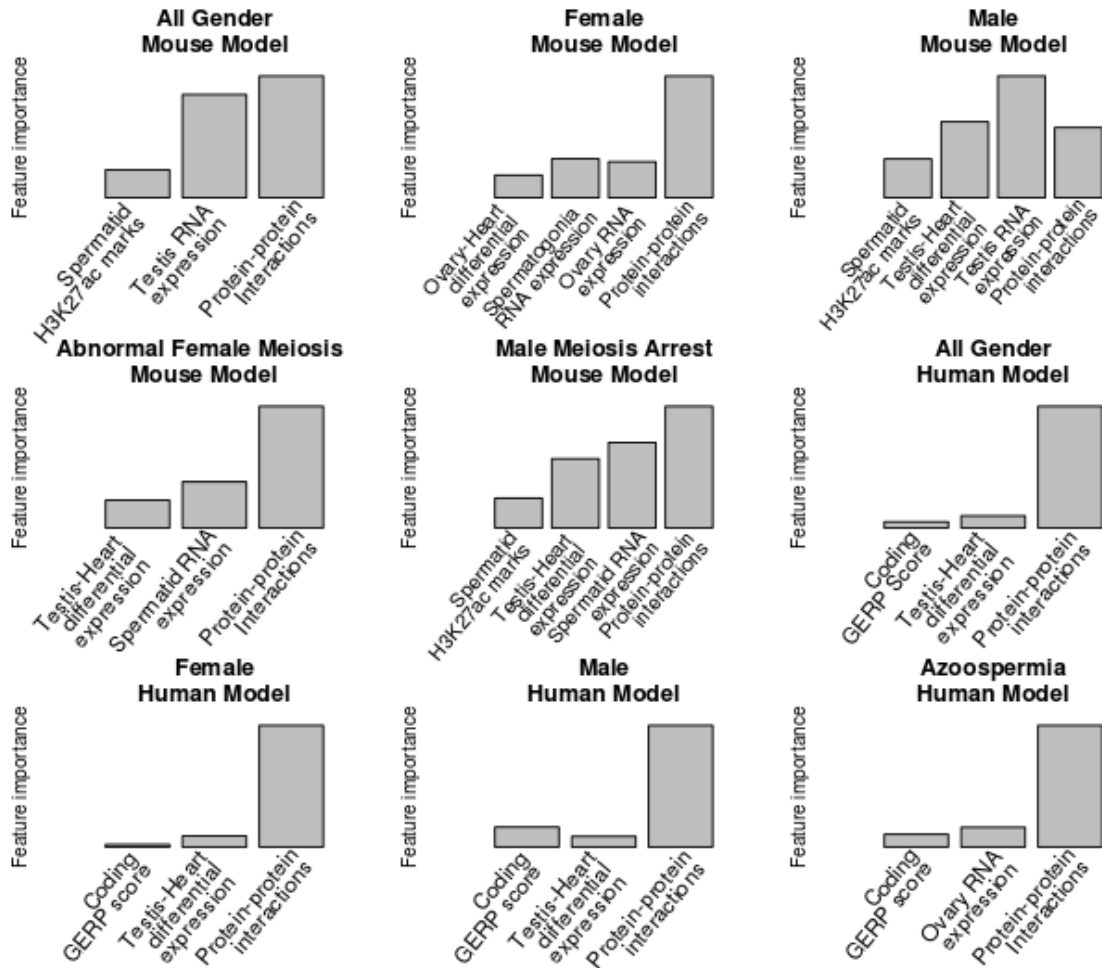 All Gender
Mouse Model
Feature importance
Spermatid
H3K27ac marks
Testis RNA
expression
Protein-protein
Interactions
Female
Mouse Model
Feature importance
Ovary-Heart
differential
expression
Spermatogonia
RNA expression
Ovary RNA
expression
Protein-protein
interactions
Male
Mouse Model
Feature importance
Spermatid
H3K27ac marks
Testis-Heart
differential
expression
Testis RNA
expression
Protein-protein
interactions
Abnormal Female Meiosis
Mouse Model
Feature importance
Testis-Heart
differential
expression
Spermatid RNA
expression
Protein-protein
Interactions
Male Meiosis Arrest
Mouse Model
Feature importance
Spermatid
H3K27ac marks
Testis-Heart
differential
expression
Spermatid RNA
expression
Protein-protein
interactions
All Gender
Human Model
Feature importance
Coding
GERP Score
Testis-Heart
differential
expression
Protein-protein
interactions
Female
Human Model
Feature importance
Coding
GERP score
Testis-Heart
differential
expression
Protein-protein
interactions
Male
Human Model
Feature importance
Coding
GERP score
Testis-Heart
differential
expression
Protein-protein
interactions
Azoospermia
Human Model
Feature importance
Coding
GERP score
Ovary RNA
expression
Protein-protein
Interactions